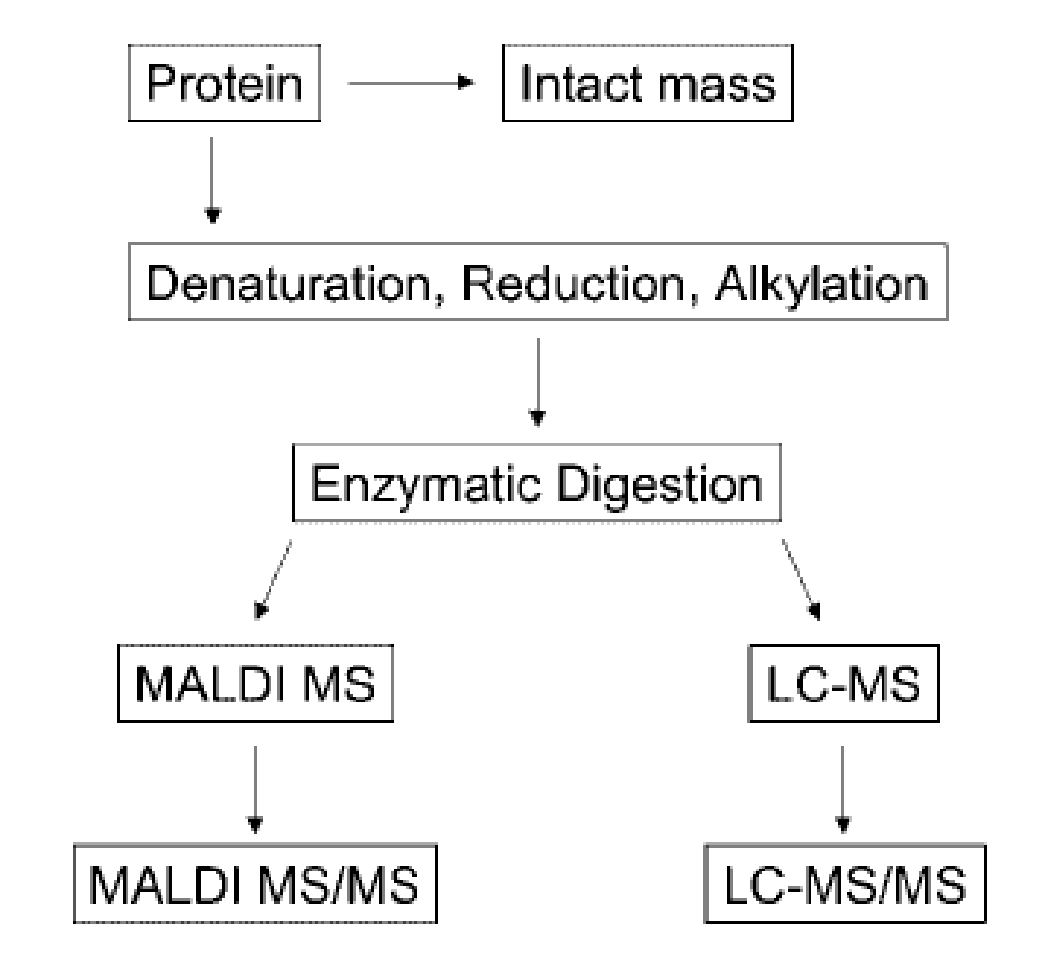 Protein
Intact mass
Denaturation, Reduction, Alkylation
Enzymatic Digestion
MALDI MS
LC-MS
MALDI MS/MS
LC-MS/MS